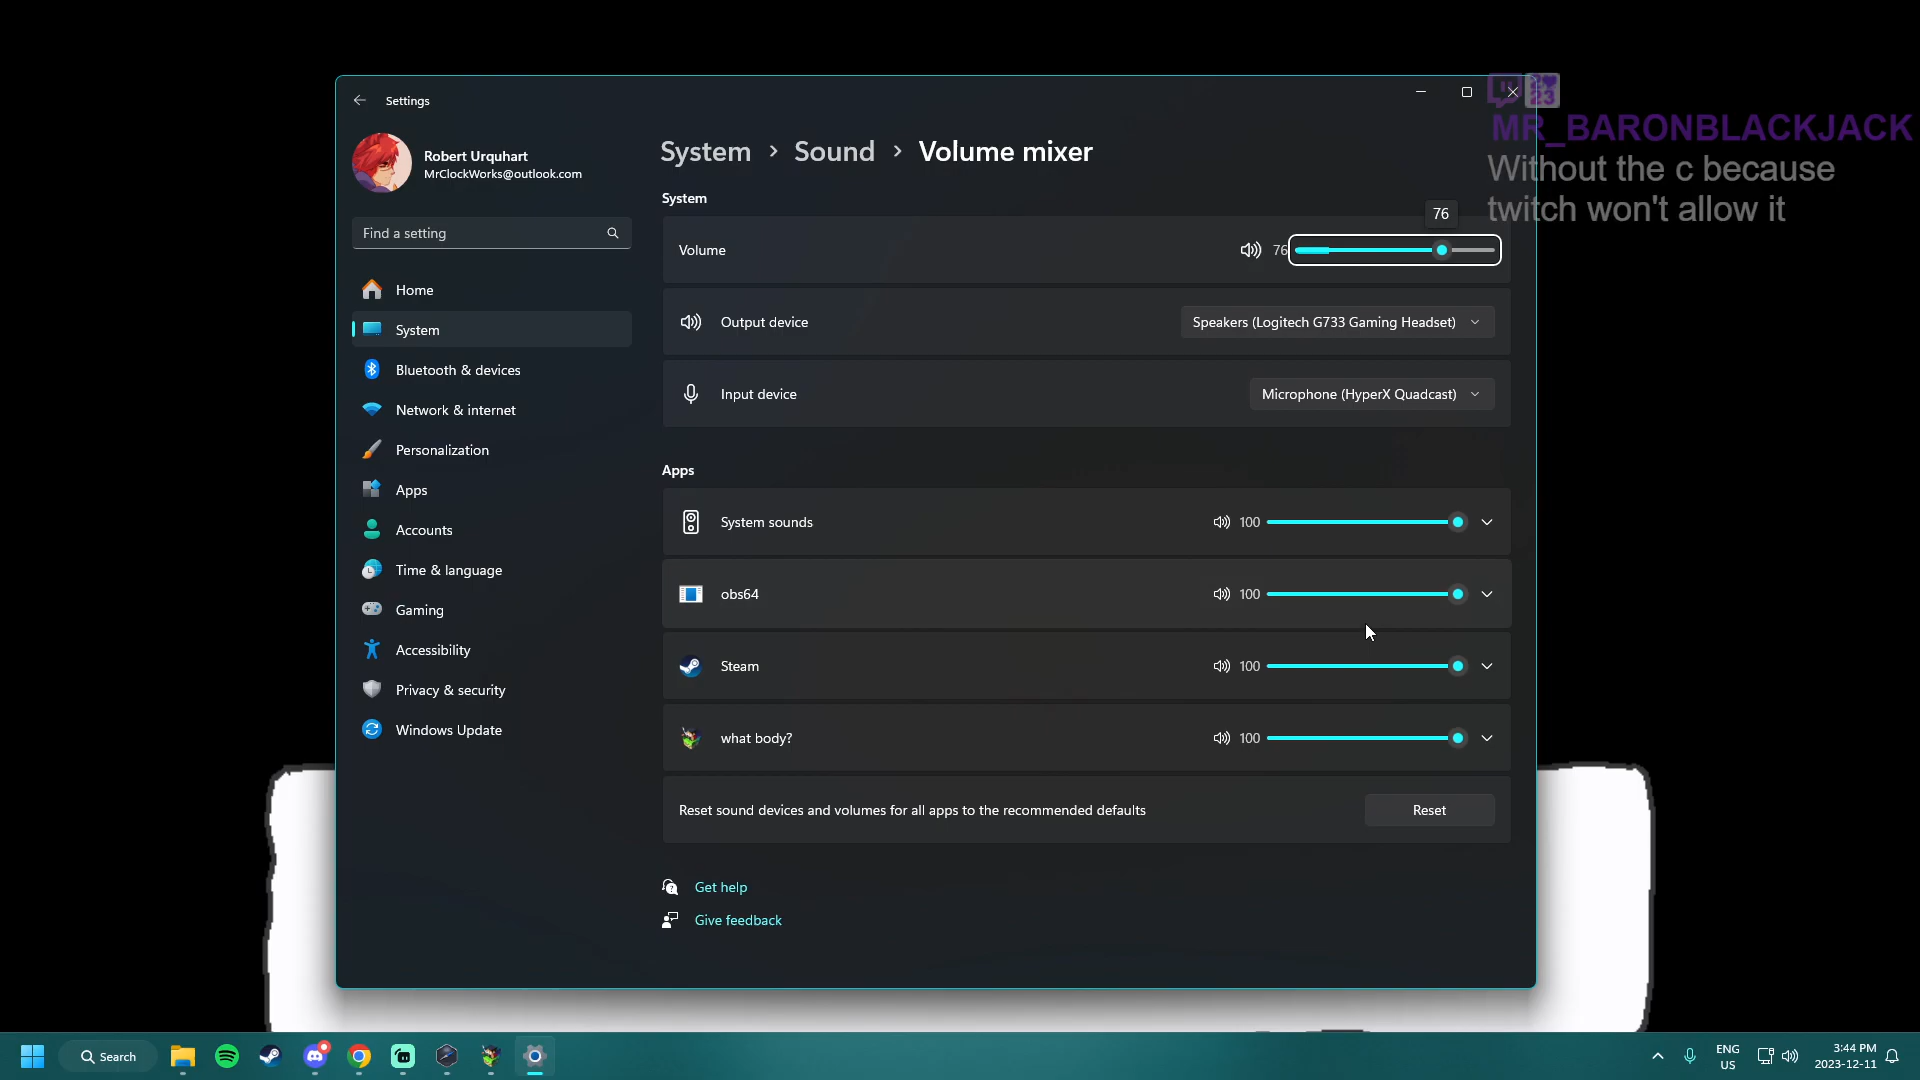 Settings
Robert Urquhart
MrClockWorks@outlook.com
Find a setting
Home
System
Bluetooth & devices
Network & internet
Personalization
Apps
Accounts
Time & language
Gaming
Accessibility
Privacy & security
Windows Update
System > Sound > Volume mixer
System
76
Volume 76
Output device Speakers (Logitech G733 Gaming Headset)
Input device Microphone (HyperX Quadcast)
Apps
System sounds 100
obs64 100
Steam 100
what body? 100
Reset sound devices and volumes for all apps to the recommended defaults Reset
Get help
Give feedback
23
MR_BARONBLACKJACK
Without the c because
twitch won't allow it
Search
ENG
US
3:44 PM
2023-12-11